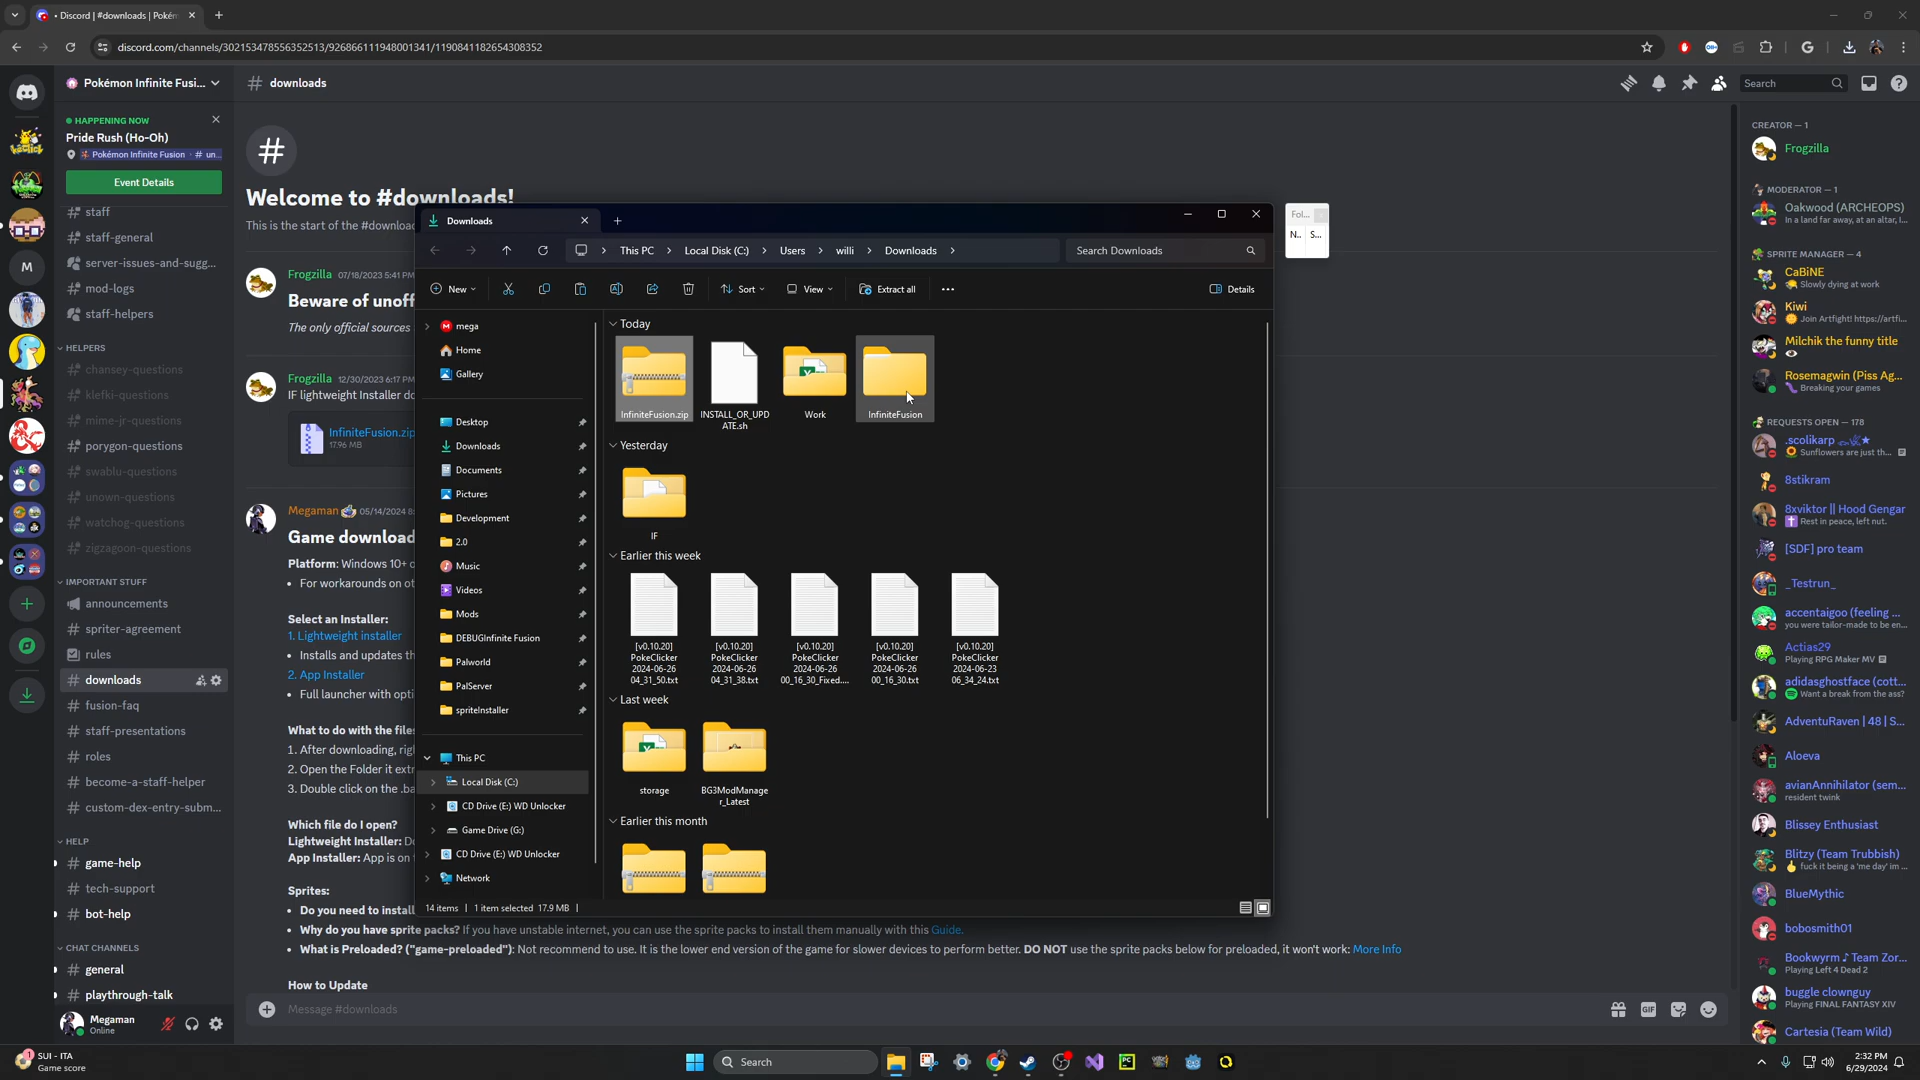 • Discord | #downloads | Pokém
discord.com/channels/302153478556352513/926866111948001341/1190841182654308352
Pokémon Infinite Fusi...
# downloads
Search
HAPPENING NOW
Pride Rush (Ho-Oh)
Pokémon Infinite Fusion · # un...
Event Details
# staff
staff-general
server-issues-and-sugg...
# mod-logs
staff-helpers
HELPERS
chansey-questions
klefki-questions
mime-jr-questions
porygon-questions
swablu-questions
unown-questions
watchog-questions
zigzagoon-questions
IMPORTANT STUFF
announcements
# spriter-agreement
rules
# downloads
# fusion-faq
# staff-presentations
# roles
# become-a-staff-helper
# custom-dex-entry-subm...
HELP
# game-help
# tech-support
# bot-help
CHAT CHANNELS
# general
# playthrough-talk
Megaman
Online
#
Welcome to #downloads!
This is the start of the #downloa
Frogzilla 07/18/2023 5:41 PM
Beware of unoff
The only official sources
Frogzilla 12/30/2023 6:17 PM
IF lightweight Installer do
InfiniteFusion.zip
17.96 MB
Megaman 05/14/2024 8:
Game download
Platform: Windows 10+ o
• For workarounds on ot
Select an Installer:
1. Lightweight installer
• Installs and updates th
2. App Installer
• Full launcher with opti
What to do with the files
1. After downloading, rig
2. Open the Folder it extr
3. Double click on the .ba
Which file do I open?
Lightweight Installer: Do
App Installer: App is on
Sprites:
• Do you need to install
• Why do you have sprite packs? If you have unstable internet, you can use the sprite packs to install them manually with this Guide.
• What is Preloaded? ("game-preloaded"): Not recommend to use. It is the lower end version of the game for slower devices to perform better. DO NOT use the sprite packs below for preloaded, it won't work: More Info
How to Update
Message #downloads
GIF
Downloads
This PC > Local Disk (C:) > Users > willi > Downloads >
Search Downloads
New
Sort
View
Extract all
Details
mega
Home
Gallery
Desktop
Downloads
Documents
Pictures
Development
2.0
Music
Videos
Mods
DEBUGInfinite Fusion
Palworld
PalServer
spriteInstaller
This PC
Local Disk (C:)
CD Drive (E:) WD Unlocker
Game Drive (G:)
CD Drive (E:) WD Unlocker
Network
Today
InfiniteFusion.zip
INSTALL_OR_UPD
ATE.sh
Work
InfiniteFusion
Yesterday
IF
Earlier this week
[v0.10.20]
PokeClicker
2024-06-26
04_31_50.txt
[v0.10.20]
PokeClicker
2024-06-26
04_31_38.txt
[v0.10.20]
PokeClicker
2024-06-26
00_16_30_Fixed....
[v0.10.20]
PokeClicker
2024-06-26
00_16_30.txt
[v0.10.20]
PokeClicker
2024-06-23
06_34_24.txt
Last week
storage
BG3ModManage
r_Latest
Earlier this month
14 items | 1 item selected 17.9 MB |
Fol...
N.. S...
CREATOR — 1
Frogzilla
MODERATOR — 1
Oakwood (ARCHEOPS)
In a land far away, at an altar, I...
SPRITE MANAGER — 4
CaBiNE
Slowly dying at work
Kiwi
Join Artfight! https://artfi...
Milchik the funny title
Rosemagwin (Piss Ag...
Breaking your games
REQUESTS OPEN — 178
.scolikarp
Sunflowers are just th...
8stikram
8xviktor || Hood Gengar
Rest in peace, left nut.
[SDF] pro team
_Testrun_
accentaigoo (feeling ...
you were tailor-made to be en...
Actias29
Playing RPG Maker MV
adidasghostface (cott...
Want a break from the ass?
AdventuRaven | 48 | S...
Aloeva
avianAnnihilator (sem...
resident twink
Blissey Enthusiast
Blitzy (Team Trubbish)
fuck it being a 'me day' im ...
BlueMythic
bobosmith01
Bookwyrm ♪ Team Zor...
Playing Left 4 Dead 2
buggle clownguy
Playing FINAL FANTASY XIV
Cartesia (Team Wild)
SUI - ITA
Game score
Search
2:32 PM
6/29/2024